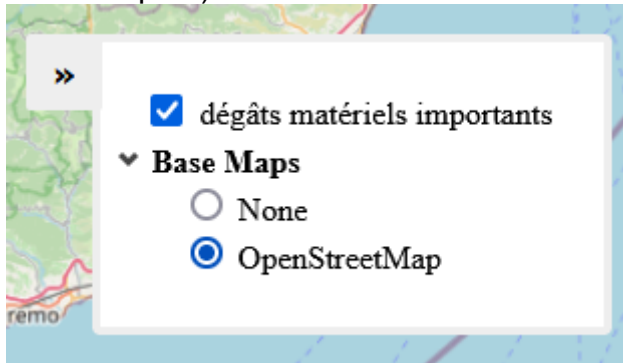 »
dégâts matériels importants
Base Maps
None
OpenStreetMap
remo